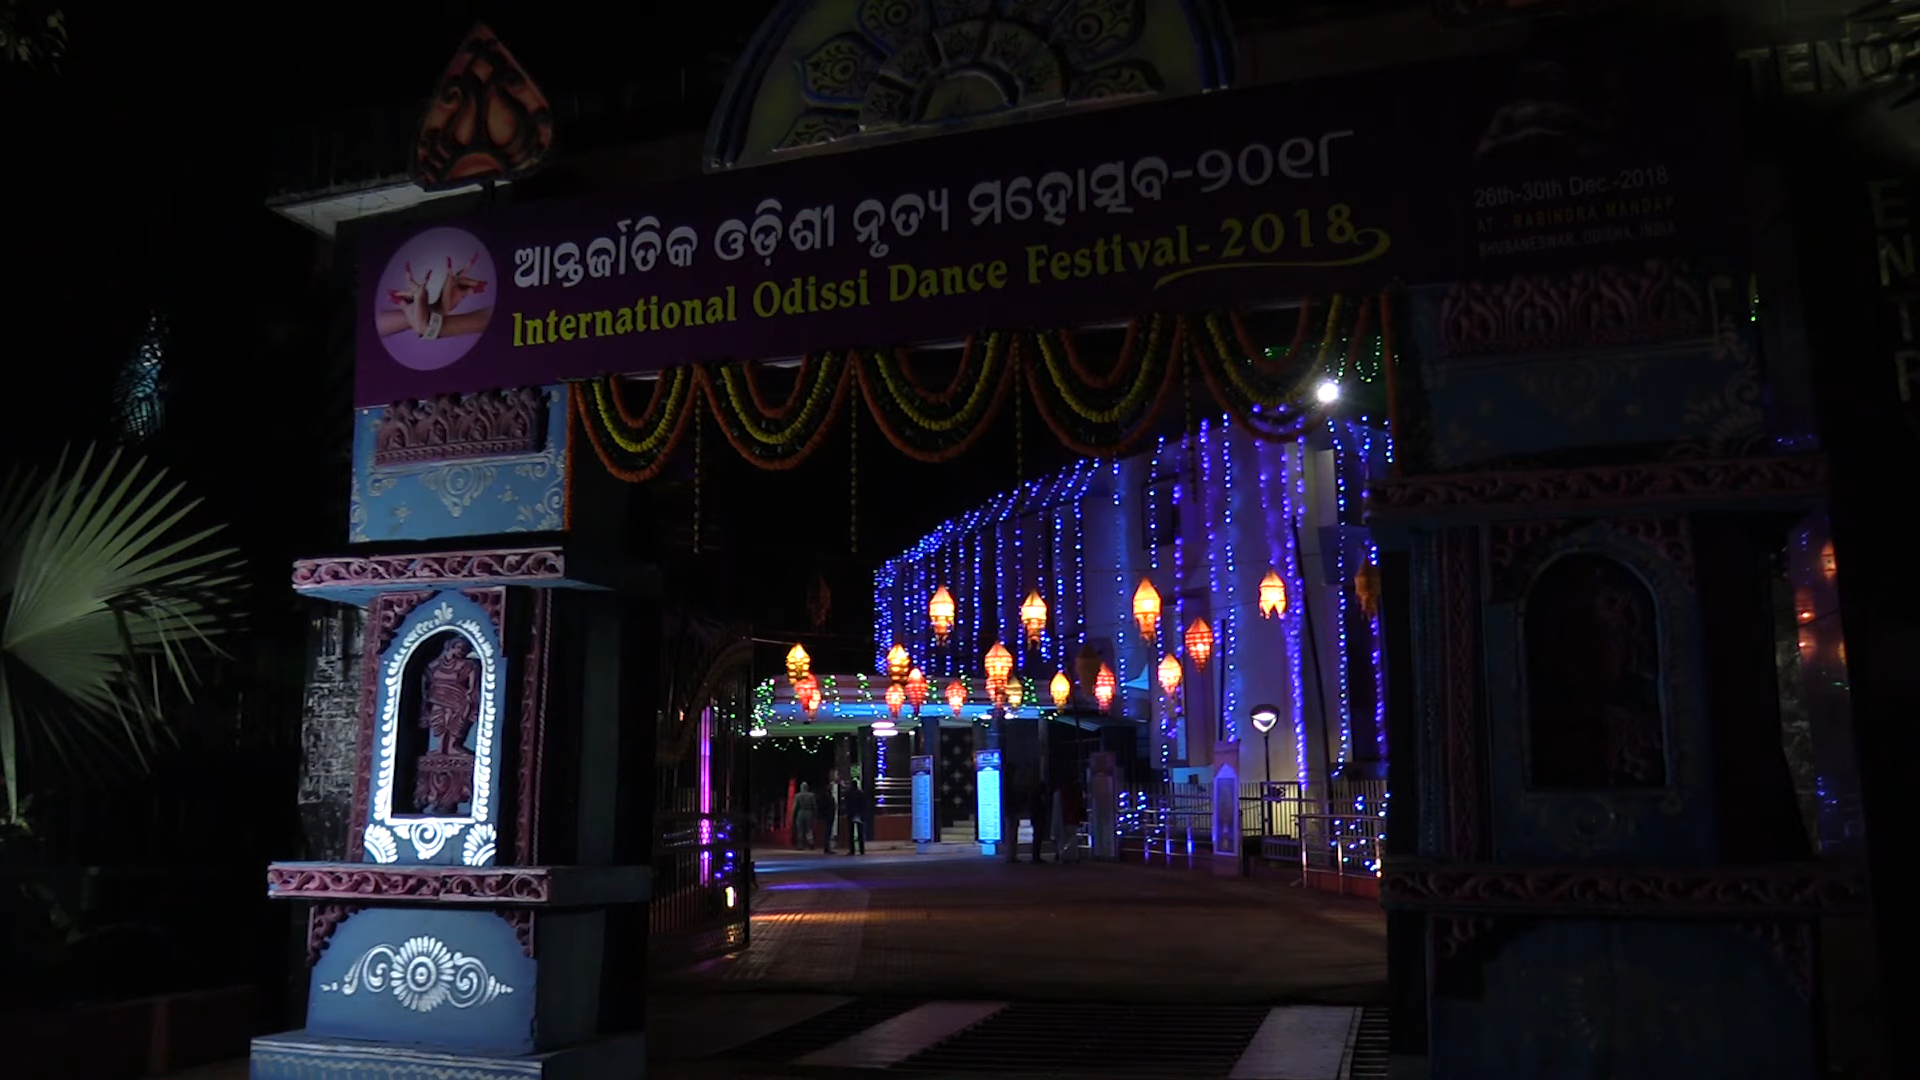 ଆନ୍ତର୍ଜାତିକ ଓଡ଼ିଶୀ ନୃତ୍ୟ ମହୋତ୍ସବ-୨୦୧୮
International Odissi Dance Festival-2018
26th-30th Dec.-2018
AT : RABINDRA MANDAP
BHUBANESWAR, ODISHA, INDIA